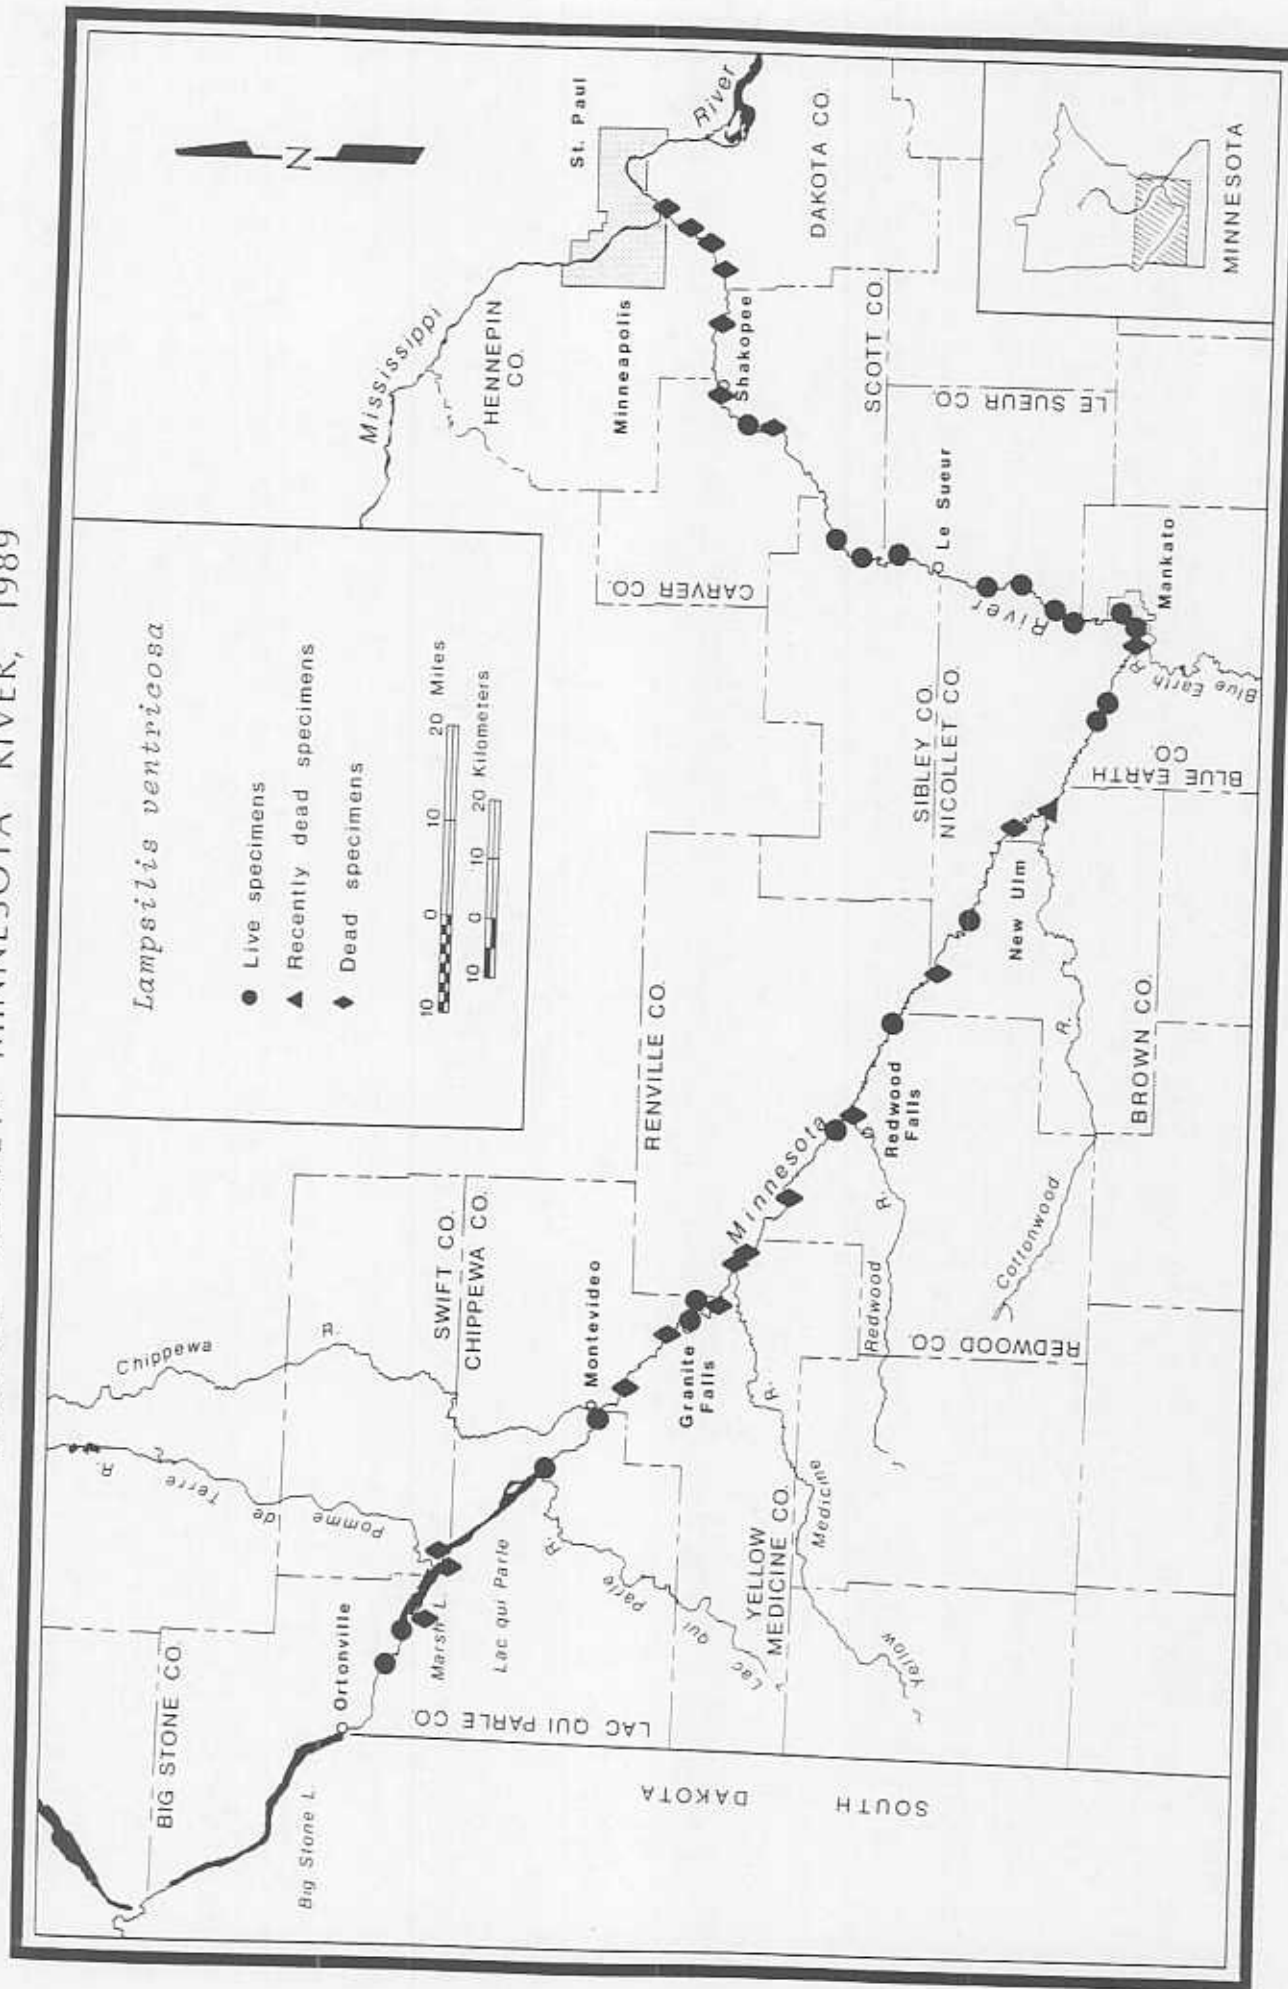 MINNESOTA RIVER, 1989
Lampsilis ventricosa
Live specimens
Recently dead specimens
Dead specimens
10 0 10 20 Miles
10 0 10 20 Kilometers
N
St. Paul
River
Mississippi
HENNEPIN
CO.
Minneapolis
DAKOTA CO.
Shakopee
SCOTT CO.
CARVER CO.
LE SUEUR CO
Le Sueur
River
Mankato
Blue Earth
R.
BLUE EARTH
CO
SIBLEY CO.
NICOLLET CO.
New Ulm
BROWN CO.
Cottonwood
R.
RENVILLE CO.
Minnesota
Redwood
Falls
Redwood
R.
REDWOOD CO
SWIFT CO.
CHIPPEWA CO.
Chippewa
R.
Montevideo
Granite
Falls
Pomme
de
Terre
R.
YELLOW
MEDICINE CO.
Yellow
Medicine
R.
Lac
qui
Parle
R.
Lac qui Parle
Marsh L.
LAC QUI PARLE CO
Ortonville
BIG STONE CO.
Big Stone L.
SOUTH
DAKOTA
MINNESOTA